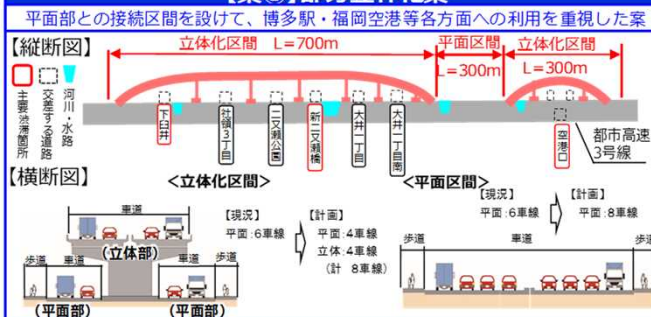 平面部との接続区間を設けて、博多駅・福岡空港等各方面への利用を重視した案
【縦断図】
立体化区間 L=700m
平面区間
L=300m
立体化区間
L=300m
主要渋滞箇所
交差する道路
河川・水路
下臼井
社領3丁目
二又瀬公園
新二又瀬橋
大井一丁目
大井一丁目南
空港口
都市高速
3号線
【横断図】
<立体化区間>
<平面区間>
車道
(立体部)
歩道
車道
車道
歩道
(平面部)
(平面部)
【現況】
平面:6車線
【計画】
平面:4車線
立体:4車線
(計 8車線)
【現況】
平面:6車線
【計画】
平面:8車線
歩道
車道
歩道